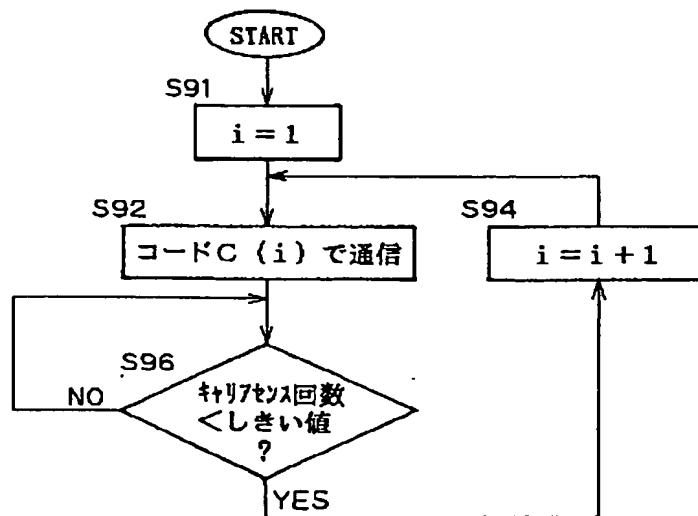 START
S91
i=1
S92
コードC (i) で通信
S94
i=i+1
S96
キャリアセンス回数
<しきい値
?
NO
YES